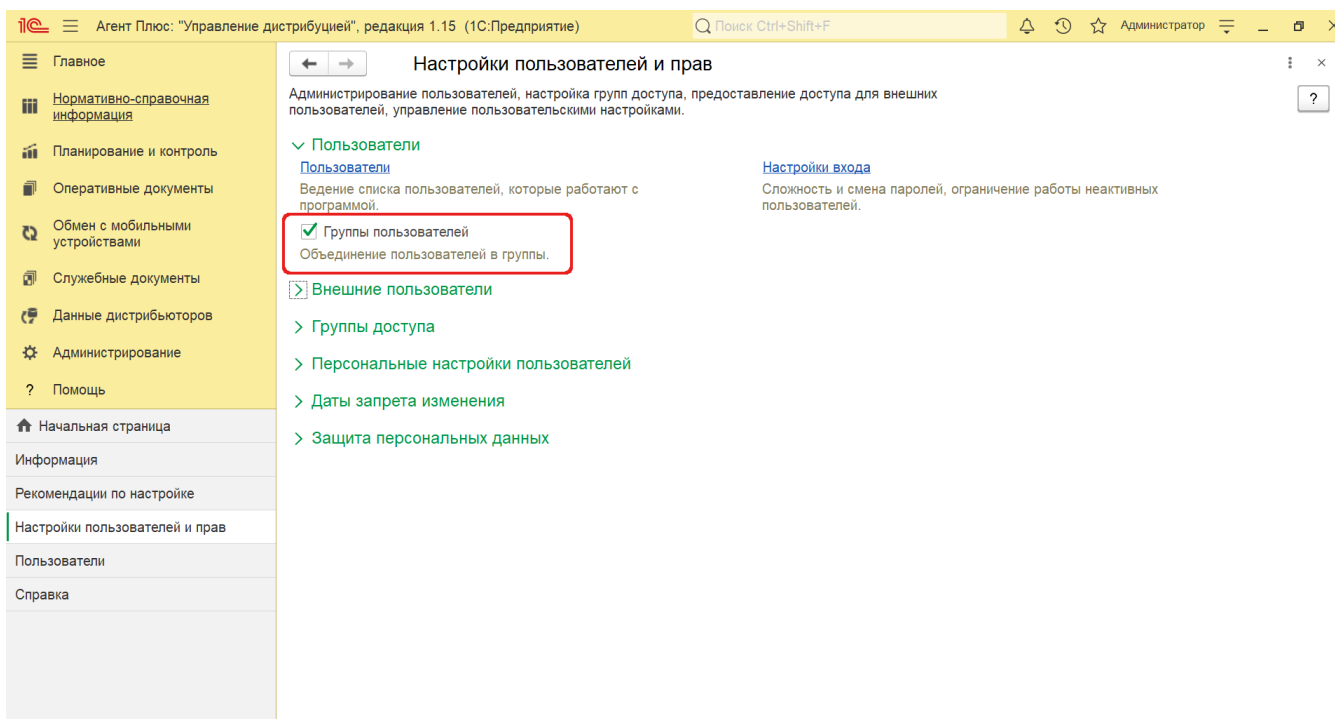 1С Агент Плюс: "Управление дистрибуцией", редакция 1.15 (1С:Предприятие) Поиск Ctrl+Shift+F Администратор
Главное
Нормативно-справочная
информация
Планирование и контроль
Оперативные документы
Обмен с мобильными
устройствами
Служебные документы
Данные дистрибьюторов
Администрирование
? Помощь
Начальная страница
Информация
Рекомендации по настройке
Настройки пользователей и прав
Пользователи
Справка
Настройки пользователей и прав
Администрирование пользователей, настройка групп доступа, предоставление доступа для внешних
пользователей, управление пользовательскими настройками.
?
Пользователи
Пользователи
Ведение списка пользователей, которые работают с
программой.
Настройки входа
Сложность и смена паролей, ограничение работы неактивных
пользователей.
Группы пользователей
Объединение пользователей в группы.
Внешние пользователи
Группы доступа
Персональные настройки пользователей
Даты запрета изменения
Защита персональных данных